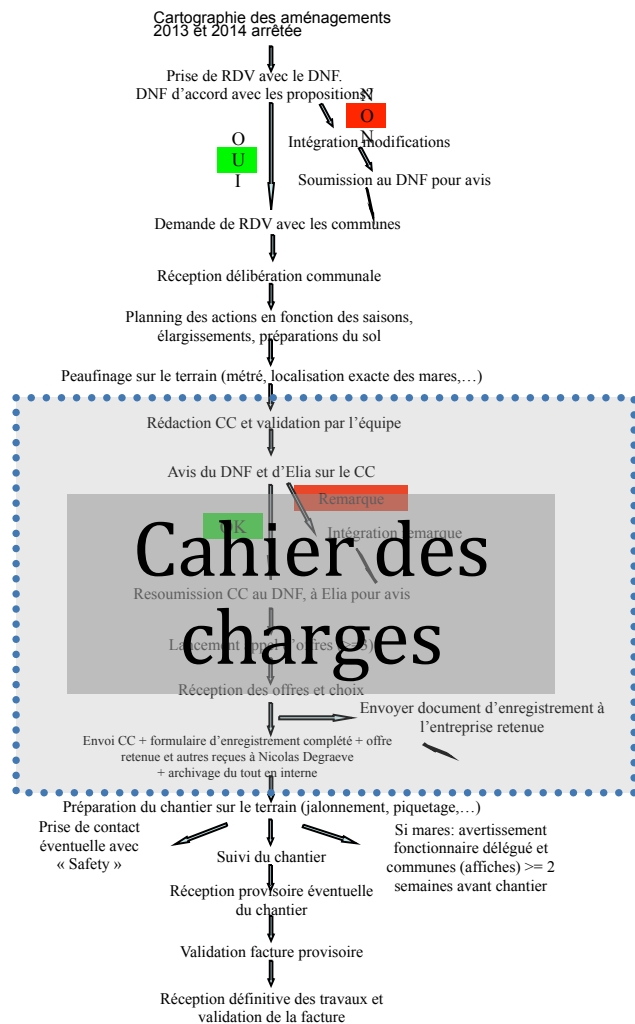 Cartographie des aménagements
2013 et 2014 arrêtée
Prise de RDV avec le DNF.
DNF d'accord avec les propositions?
NON
OUI
Intégration modifications
Soumission au DNF pour avis
Demande de RDV avec les communes
Réception délibération communale
Planning des actions en fonction des saisons,
élargissements, préparations du sol
Peaufinage sur le terrain (métré, localisation exacte des mares,…)
Rédaction CC et validation par l'équipe
Avis du DNF et d'Elia sur le CC
Remarque
OK
Intégration remarque
Cahier des
charges
Resoumission CC au DNF, à Elia pour avis
Lancement appel d'offres (>=3)
Réception des offres et choix
Envoyer document d'enregistrement à
l'entreprise retenue
Envoi CC + formulaire d'enregistrement complété + offre
retenue et autres reçues à Nicolas Degraeve
+ archivage du tout en interne
Préparation du chantier sur le terrain (jalonnement, piquetage,…)
Prise de contact
éventuelle avec
« Safety »
Suivi du chantier
Si mares: avertissement
fonctionnaire délégué et
communes (affiches) >= 2
semaines avant chantier
Réception provisoire éventuelle
du chantier
Validation facture provisoire
Réception définitive des travaux et
validation de la facture